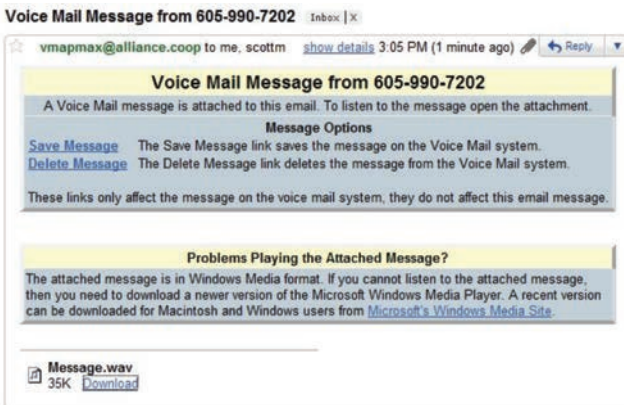 Voice Mail Message from 605-990-7202 Inbox | X
vmapmax@alliance.coop to me, scottm show details 3:05 PM (1 minute ago) Reply
Voice Mail Message from 605-990-7202
A Voice Mail message is attached to this email. To listen to the message open the attachment.
Message Options
Save Message The Save Message link saves the message on the Voice Mail system.
Delete Message The Delete Message link deletes the message from the Voice Mail system.
These links only affect the message on the voice mail system, they do not affect this email message.
Problems Playing the Attached Message?
The attached message is in Windows Media format. If you cannot listen to the attached message,
then you need to download a newer version of the Microsoft Windows Media Player. A recent version
can be downloaded for Macintosh and Windows users from Microsoft's Windows Media Site.
Message.wav
35K Download